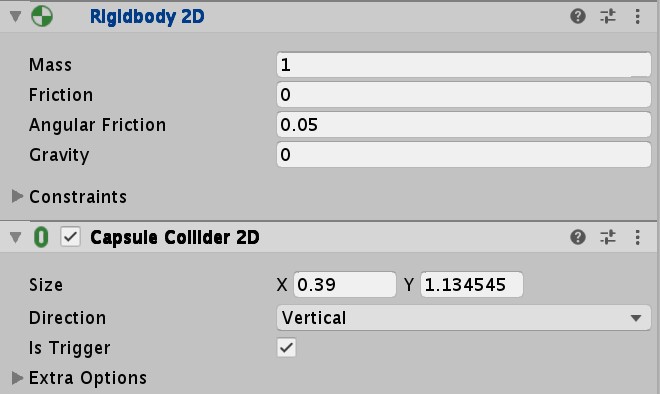 Rigidbody 2D
Mass 1
Friction 0
Angular Friction 0.05
Gravity 0
Constraints
Capsule Collider 2D
Size X 0.39 Y 1.134545
Direction Vertical
Is Trigger
Extra Options